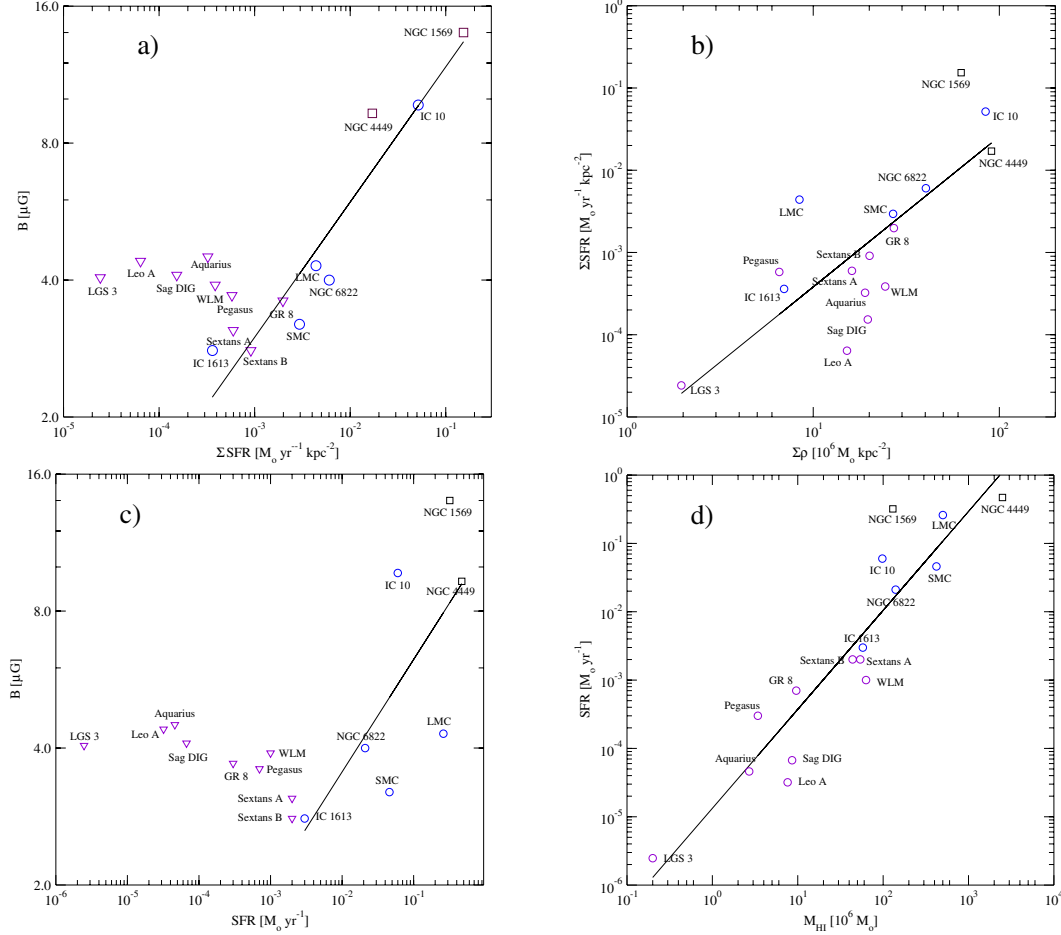 a)
16.0
8.0
4.0
2.0
B [µG]
NGC 1569
IC 10
NGC 4449
Leo A
Aquarius
LGS 3
Sag DIG
WLM
Pegasus
LMC
NGC 6822
GR 8
SMC
Sextans A
IC 1613
Sextans B
10^-5 10^-4 10^-3 10^-2 10^-1
Σ SFR [M_o yr^-1 kpc^-2]
b)
10^0
10^-1
10^-2
10^-3
10^-4
10^-5
ΣSFR [M_o yr^-1 kpc^-2]
NGC 1569
IC 10
NGC 4449
NGC 6822
LMC
SMC
GR 8
Sextans B
Pegasus
Sextans A
IC 1613
WLM
Aquarius
Sag DIG
Leo A
LGS 3
10^0 10^1 10^2
Σρ [10^6 M_o kpc^-2]
c)
16.0
8.0
4.0
2.0
B [µG]
NGC 1569
IC 10
NGC 4449
Aquarius
LMC
Leo A
LGS 3
NGC 6822
Sag DIG
WLM
GR 8
Pegasus
SMC
Sextans A
Sextans B
IC 1613
10^-6 10^-5 10^-4 10^-3 10^-2 10^-1
SFR [M_o yr^-1]
d)
10^0
10^-1
10^-2
10^-3
10^-4
10^-5
10^-6
SFR [M_o yr^-1]
NGC 1569
NGC 4449
LMC
IC 10
SMC
NGC 6822
IC 1613
Sextans B
Sextans A
GR 8
WLM
Pegasus
Aquarius
Sag DIG
Leo A
LGS 3
10^-1 10^0 10^1 10^2 10^3 10^4
M_HI [10^6 M_o]